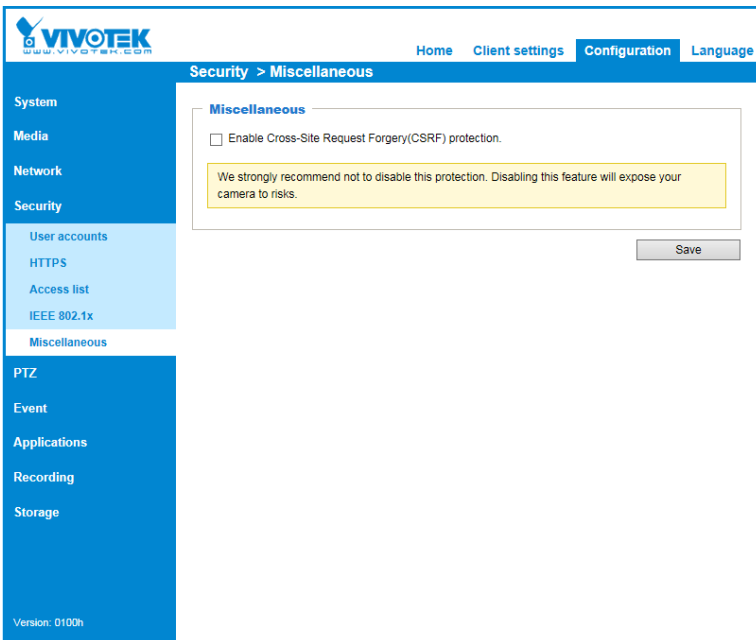 VIVOTEK
www.vivotek.com
Home Client settings Configuration Language
Security > Miscellaneous
System
Media
Network
Security
User accounts
HTTPS
Access list
IEEE 802.1x
Miscellaneous
PTZ
Event
Applications
Recording
Storage
Version: 0100h
Miscellaneous
Enable Cross-Site Request Forgery(CSRF) protection.
We strongly recommend not to disable this protection. Disabling this feature will expose your
camera to risks.
Save